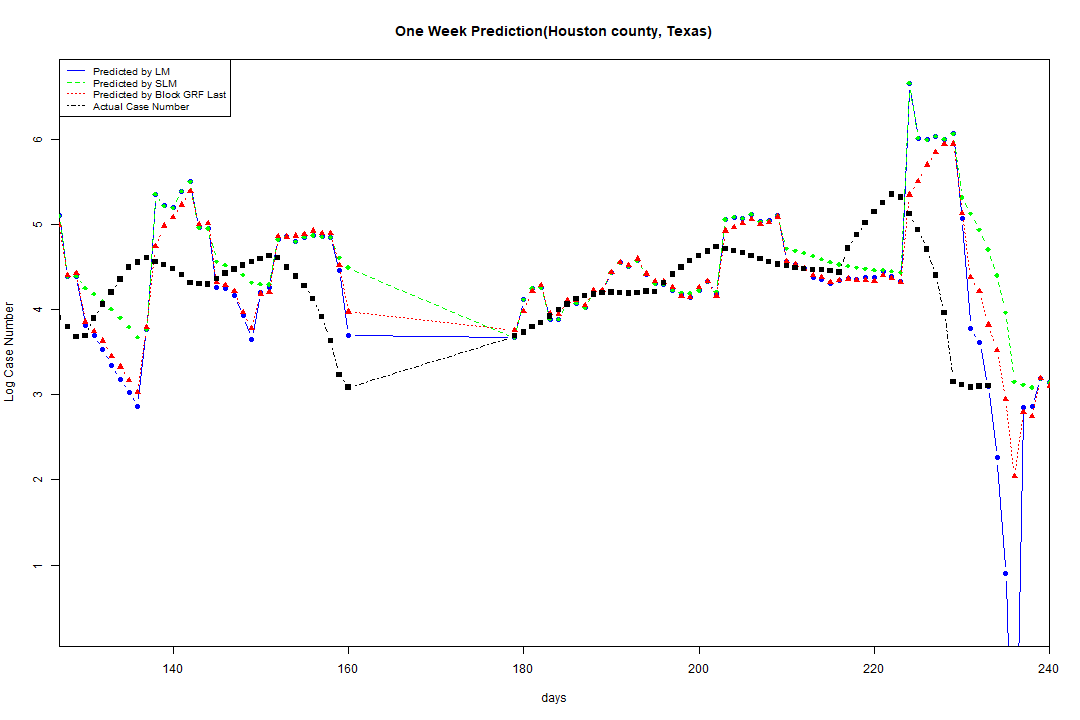 One Week Prediction(Houston county, Texas)
Predicted by LM
Predicted by SLM
Predicted by Block GRF Last
Actual Case Number
Log Case Number
6
5
4
3
2
1
140 160 180 200 220 240
days